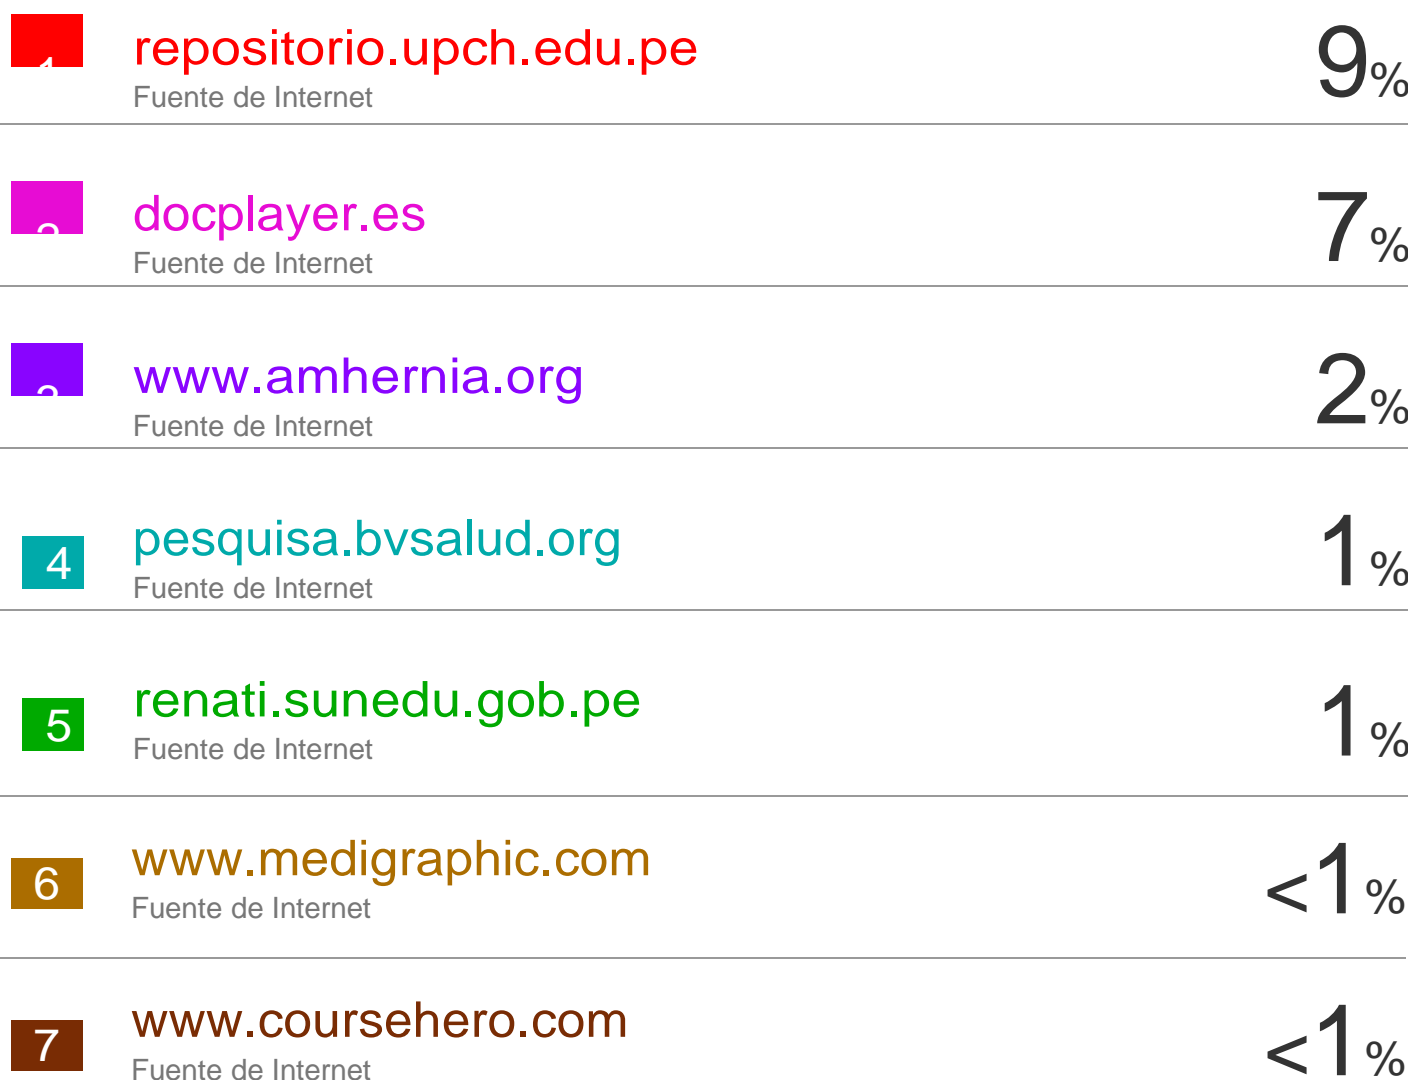 repositorio.upch.edu.pe
Fuente de Internet
9%
docplayer.es
Fuente de Internet
7%
www.amhernia.org
Fuente de Internet
2%
4
pesquisa.bvsalud.org
Fuente de Internet
1%
5
renati.sunedu.gob.pe
Fuente de Internet
1%
6
www.medigraphic.com
Fuente de Internet
<1%
7
www.coursehero.com
Fuente de Internet
<1%